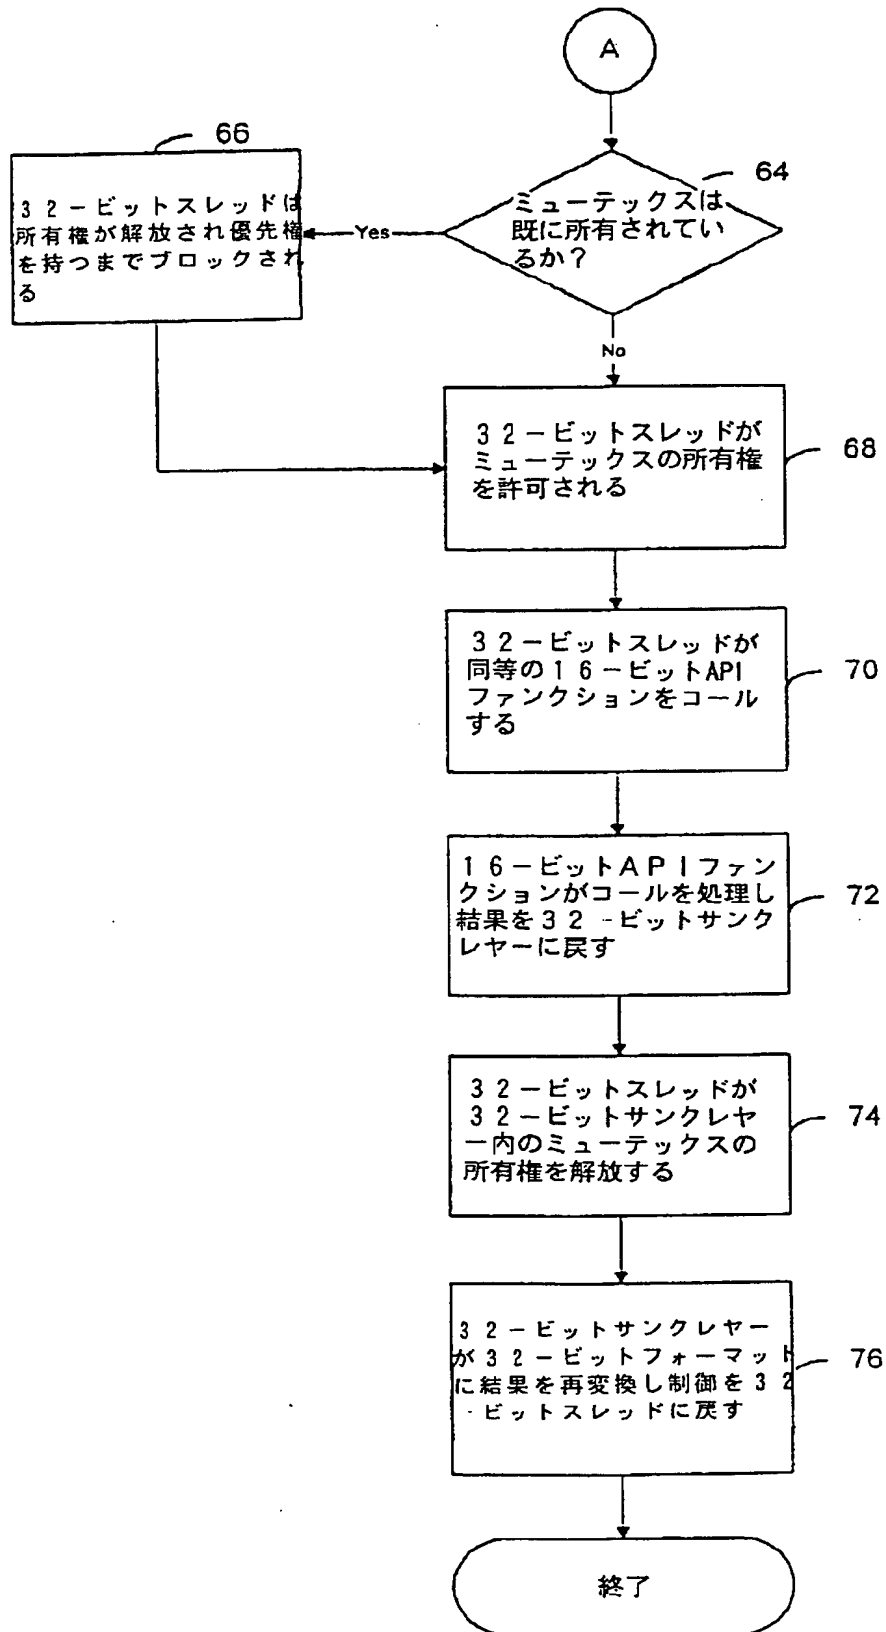 A
64
ミューテックスは
既に所有されてい
るか?
Yes
66
32-ビットスレッドは
所有権が解放され優先権
を持つまでブロックされ
る
No
32-ビットスレッドが
ミューテックスの所有権
を許可される
68
32-ビットスレッドが
同等の16-ビットAPI
ファンクションをコール
する
70
16-ビットAPIファン
クションがコールを処理し
結果を32-ビットサンク
レヤーに戻す
72
32-ビットスレッドが
32-ビットサンクレヤ
ー内のミューテックスの
所有権を解放する
74
32-ビットサンクレヤー
が32-ビットフォーマット
に結果を再変換し制御を32
-ビットスレッドに戻す
76
終了